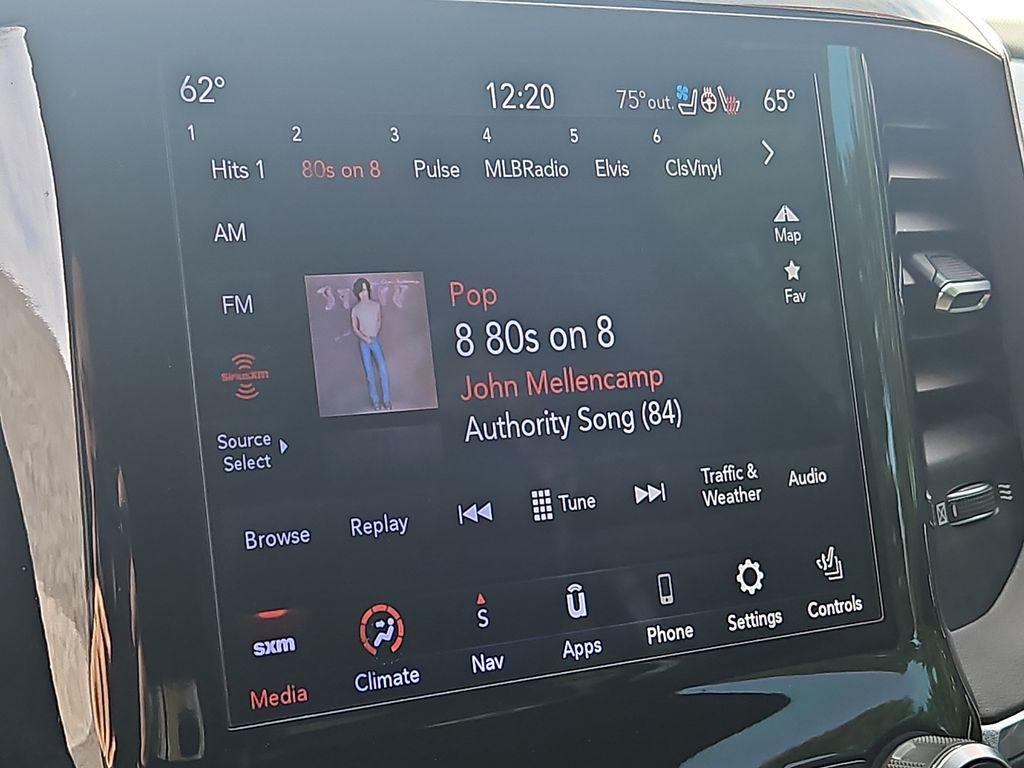 62°
12:20
75° out.
65°
1 2 3 4 5 6
Hits 1 80s on 8 Pulse MLBRadio Elvis ClsVinyl
AM
Map
FM
Fav
Pop
8 80s on 8
John Mellencamp
Authority Song (84)
SiriusXM
Source
Select
Browse
Replay
Tune
Traffic &
Weather
Audio
sxm
Media
Climate
S
Nav
Apps
Phone
Settings
Controls